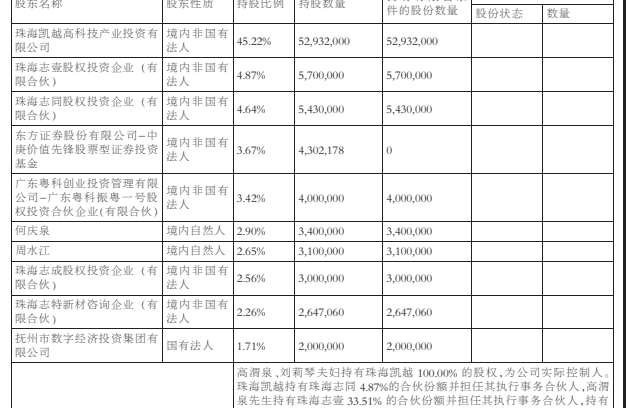 股东名称 股东性质 持股比例 持股数量 件的股份数量 股份状态 数量
珠海凯越高科技产业投资有
限公司
境内非国有
法人
45.22% 52,932,000 52,932,000
珠海志壹股权投资企业（有
限合伙）
境内非国有
法人
4.87% 5,700,000 5,700,000
珠海志同股权投资企业（有
限合伙）
境内非国有
法人
4.64% 5,430,000 5,430,000
东方证券股份有限公司－中
庚价值先锋股票型证券投资
基金
境内非国有
法人
3.67% 4,302,178 0
广东粤科创业投资管理有限
公司－广东粤科振粤一号股
权投资合伙企业(有限合伙)
境内非国有
法人
3.42% 4,000,000 4,000,000
何庆泉 境内自然人 2.90% 3,400,000 3,400,000
周水江 境内自然人 2.65% 3,100,000 3,100,000
珠海志成股权投资企业（有
限合伙）
境内非国有
法人
2.56% 3,000,000 3,000,000
珠海志特新材咨询企业（有
限合伙）
境内非国有
法人
2.26% 2,647,060 2,647,060
抚州市数字经济投资集团有
限公司
国有法人 1.71% 2,000,000 2,000,000
高渭泉、刘莉琴夫妇持有珠海凯越 100.00% 的股权,为公司实际控制人。
珠海凯越持有珠海志同 4.87%的合伙份额并担任其执行事务合伙人,高渭
泉先生持有珠海志壹 33.51% 的合伙份额并担任其执行事务合伙人,持有